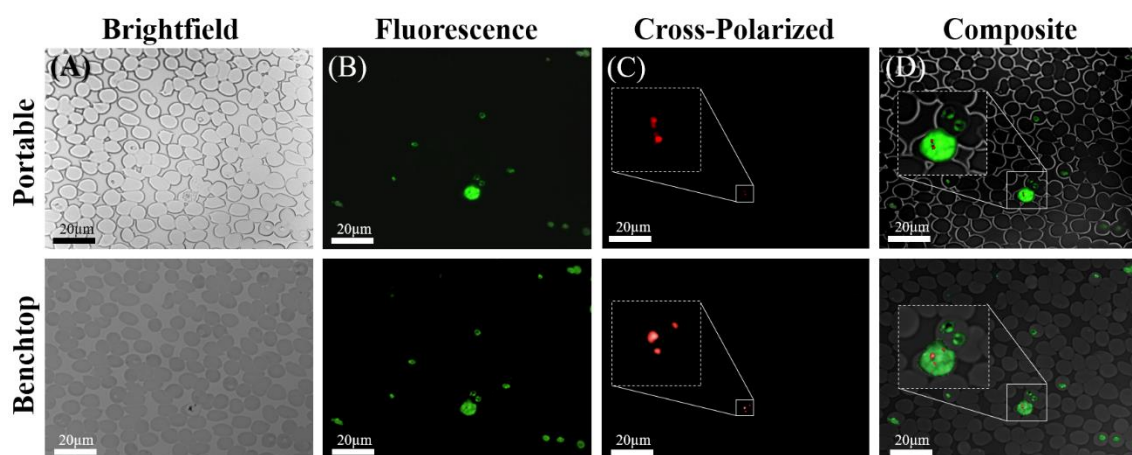 Brightfield Fluorescence Cross-Polarized Composite
Portable
(A) (B) (C) (D)
20µm 20µm 20µm 20µm
Benchtop
20µm 20µm 20µm 20µm